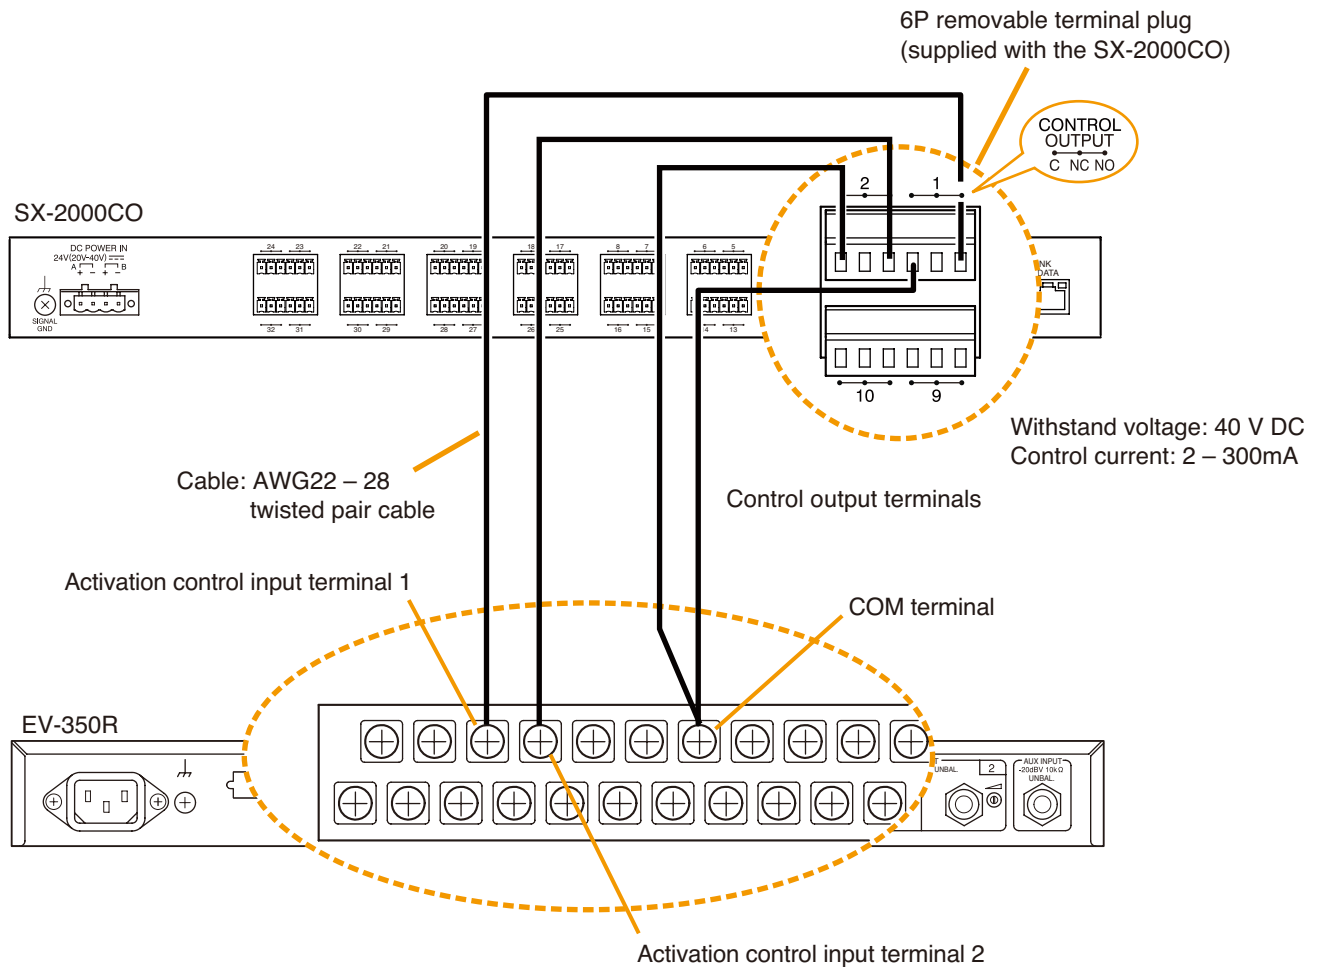 6P removable terminal plug
(supplied with the SX-2000CO)
CONTROL
OUTPUT
C NC NO
2 1
SX-2000CO
DC POWER IN
24V(20V-40V)
A B
+ - + -
SIGNAL
GND
24 23 22 21 20 19 18 17 8 7 6 5
32 31 30 29 28 27 26 25 16 15 14 13
NK
DATA
10 9
Withstand voltage: 40 V DC
Control current: 2 – 300mA
Cable: AWG22 – 28
twisted pair cable
Control output terminals
Activation control input terminal 1
COM terminal
EV-350R
T
UNBAL.
2
AUX INPUT
-20dBV 10kΩ
UNBAL.
Activation control input terminal 2